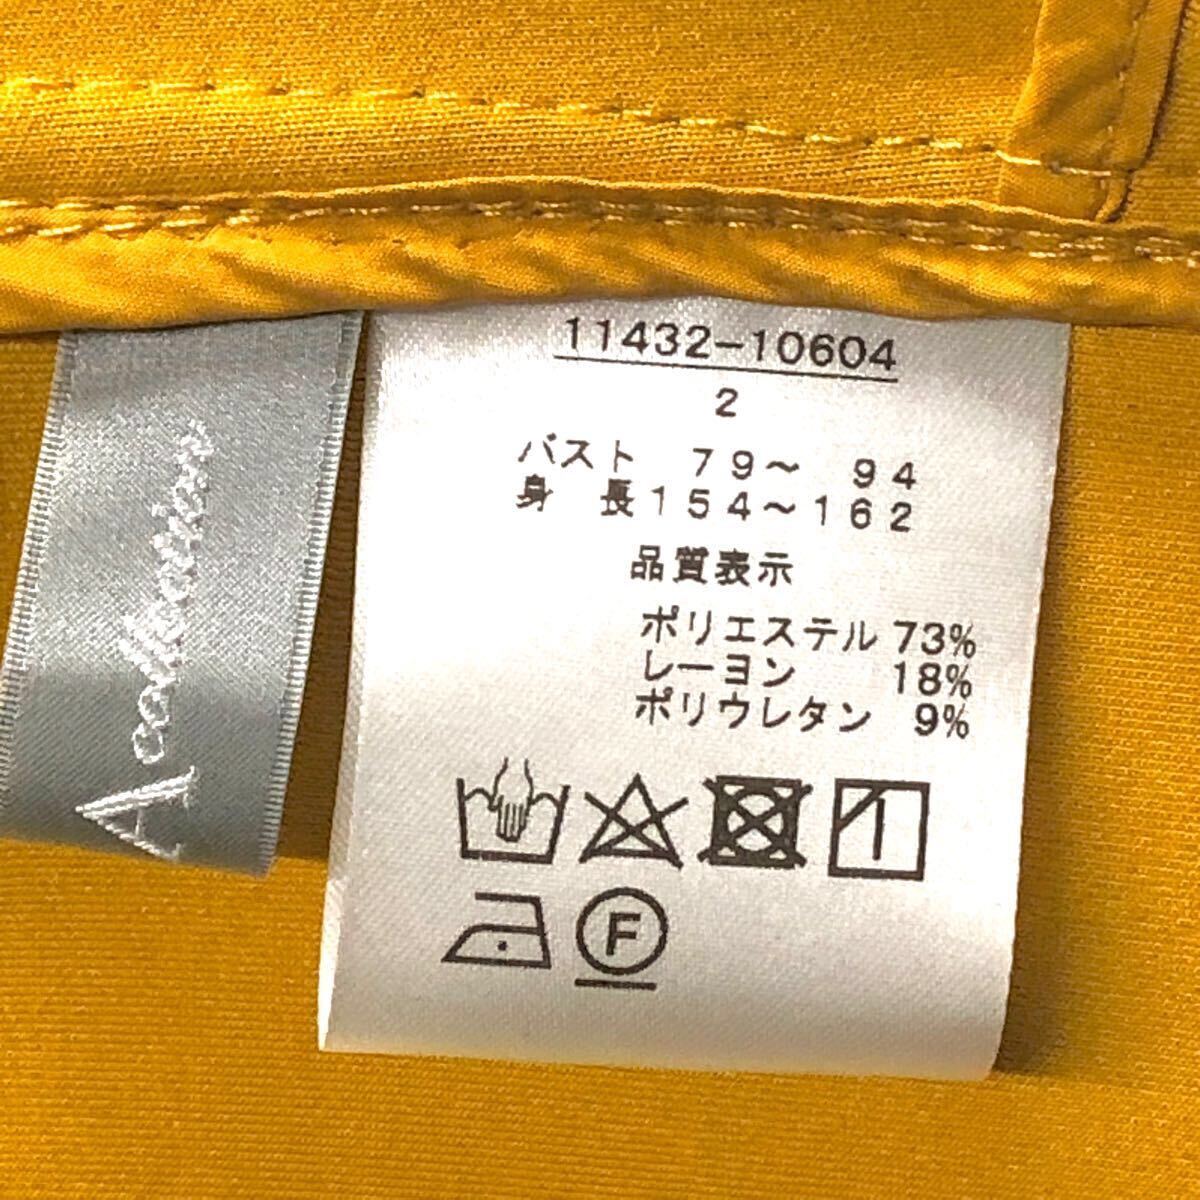 11432-10604
2
バスト 79～ 94
身 長154～162
品質表示
ポリエステル 73%
レーヨン 18%
ポリウレタン 9%
F
A collections